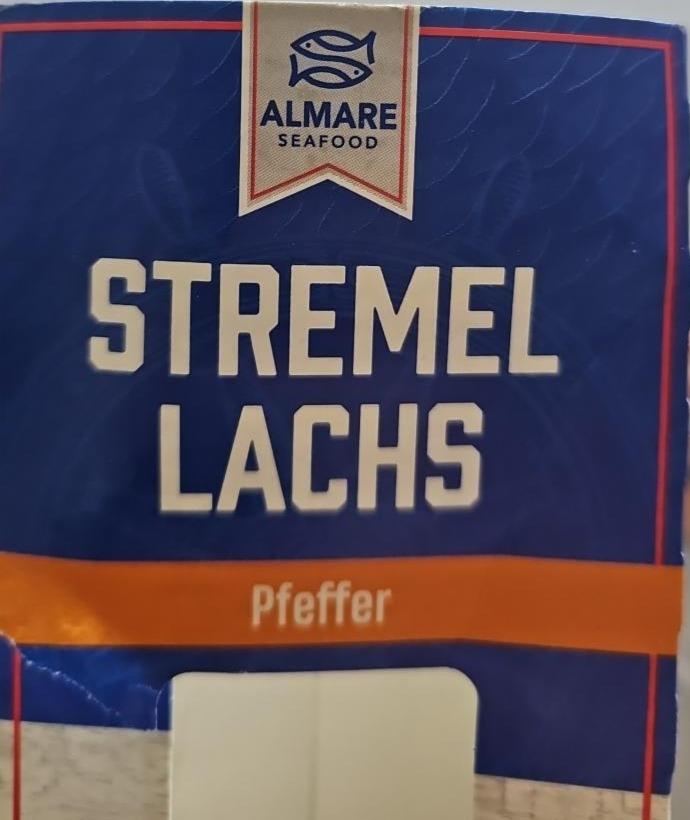 ALMARE
SEAFOOD
STREMEL
LACHS
Pfeffer